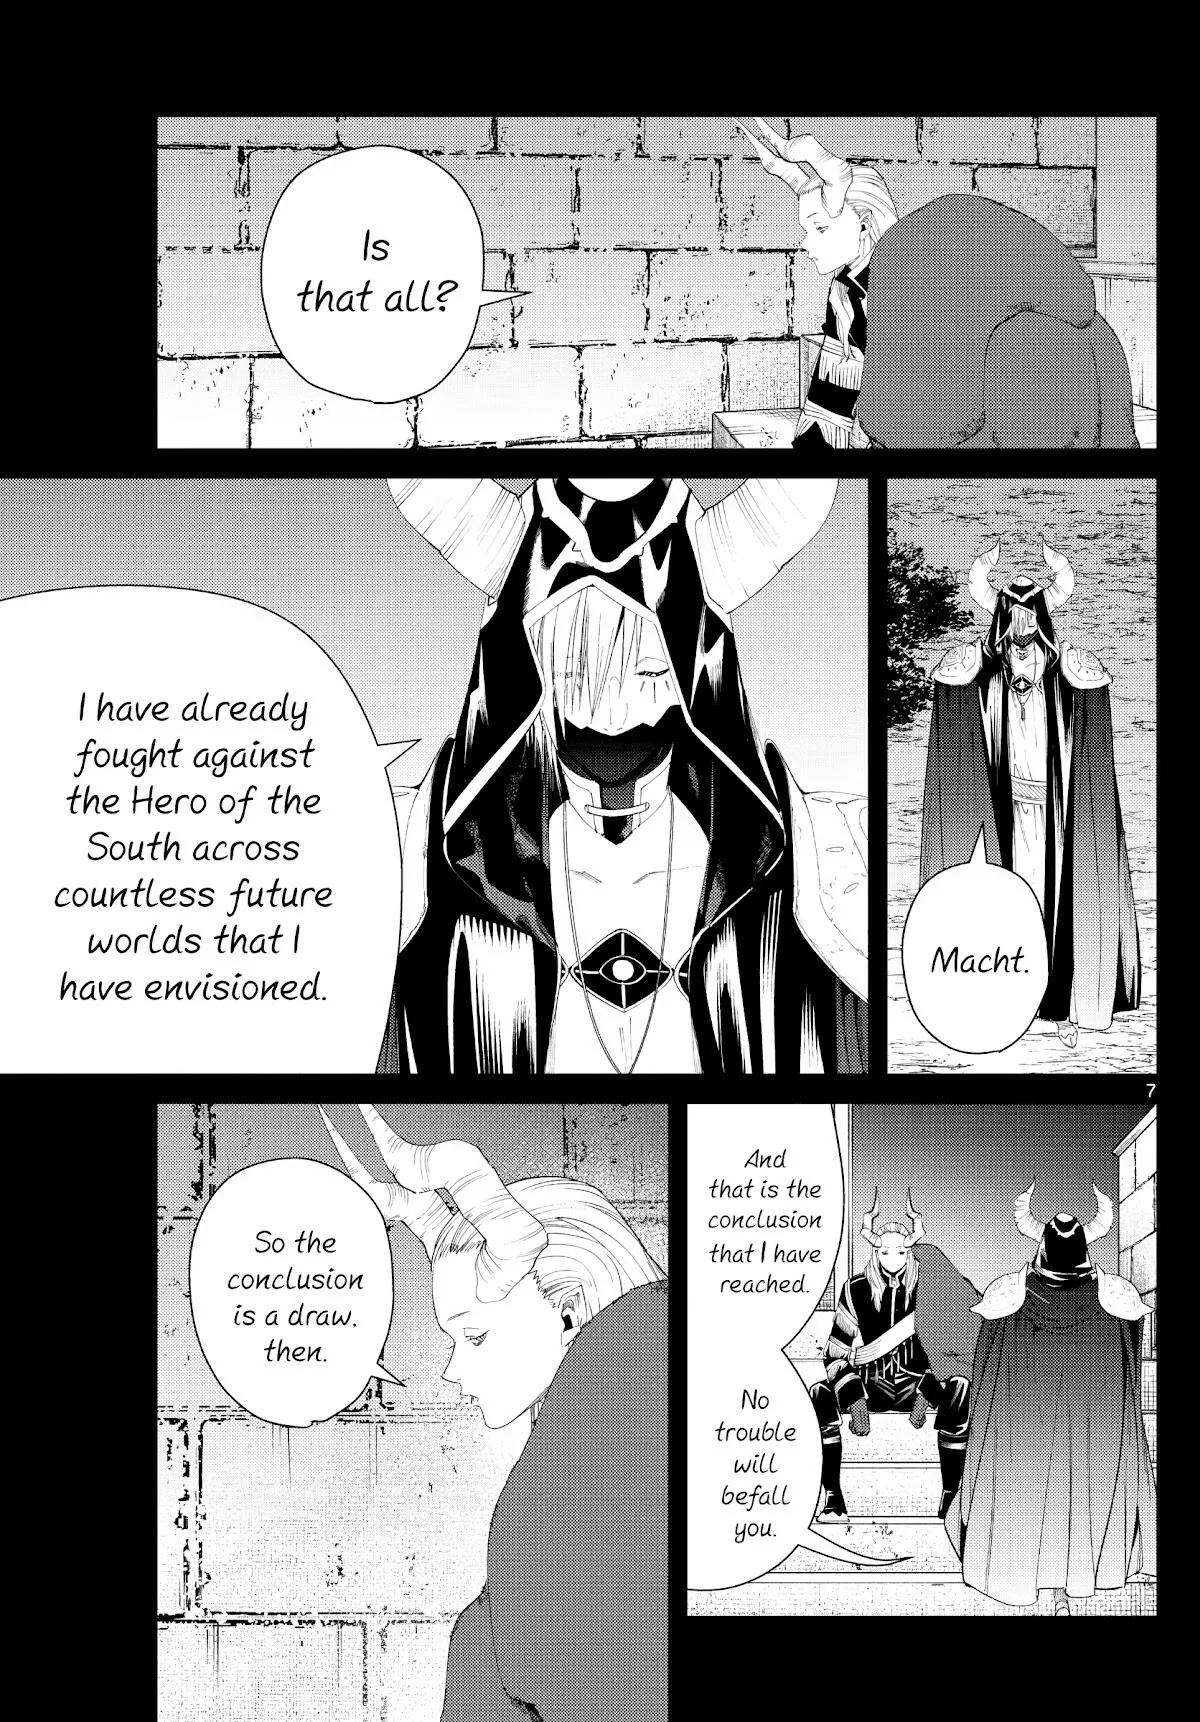 Is
that all?
Macht.
I have already
fought against
the Hero of the
South across
countless future
worlds that I
have envisioned.
7
And
that is the
conclusion
that I have
reached.
No
trouble
will
befall
you.
So the
conclusion
is a draw,
then.